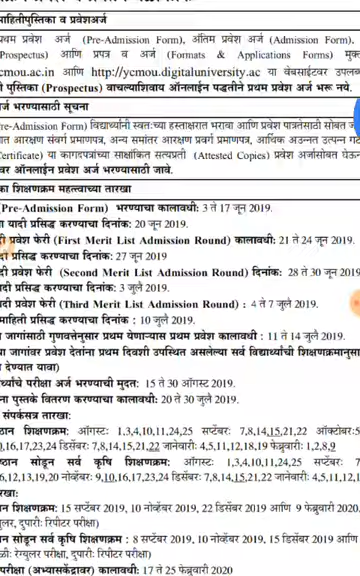 माहितीपुस्तिका व प्रवेशअर्ज
प्रथम प्रवेश अर्ज (Pre-Admission Form), अंतिम प्रवेश अर्ज (Admission Form),
Prospectus) आणि प्रपत्र व अर्ज (Formats & Applications Forms) मुक्
ycmou.ac.in आणि http://ycmou.digitaluniversity.ac या वेबसाईटवर उपलब्
पुस्तिका (Prospectus) वाचल्याशिवाय ऑनलाईन पद्धतीने प्रथम प्रवेश अर्ज भरू नये.
अर्ज भरण्यासाठी सूचना
Pre-Admission Form) विद्यार्थ्यांनी स्वतःच्या हस्ताक्षरात भरावा आणि प्रवेश पात्रतेसाठी सोबत
आरक्षण संवर्ग प्रमाणपत्र, अन्य समांतर आरक्षण प्रवर्ग प्रमाणपत्र, आर्थिक अउन्नत उत्पन्न गट
Certificate) या कागदपत्रांच्या साक्षांकित सत्यप्रती (Attested Copies) प्रवेश अर्जासोबत घेऊन
वर ऑनलाईन प्रवेश अर्ज भरण्यासाठी जावे.
शिक्षणक्रम महत्वाच्या तारखा
(Pre-Admission Form) भरण्याचा कालावधी: 3 ते 17 जून 2019.
यादी प्रसिद्ध करण्याचा दिनांक: 20 जून 2019.
प्रवेश फेरी (First Merit List Admission Round) कालावधी: 21 ते 24 जून 2019.
प्रसिद्ध करण्याचा दिनांक: 27 जून 2019
प्रवेश फेरी (Second Merit List Admission Round) दिनांक: 28 ते 30 जून 2019
यादी प्रसिद्ध करण्याचा दिनांक: 3 जुलै 2019.
यादी प्रवेश फेरी (Third Merit List Admission Round) : 4 ते 7 जुलै 2019.
माहिती प्रसिद्ध करण्याचा दिनांक : 10 जुलै 2019.
जागांसाठी गुणवत्तेनुसार प्रथम येणाऱ्यास प्रथम प्रवेश कालावधी : 11 ते 14 जुलै 2019.
या जागांवर प्रवेश देतांना प्रथम दिवशी उपस्थित असलेल्या सर्व विद्यार्थ्यांची शिक्षणक्रमानुसार
देण्यात यावा)
परीक्षा अर्ज भरण्याची मुदत: 15 ते 30 ऑगस्ट 2019.
पुस्तके वितरण करण्याचा कालावधी: 20 ते 30 जुलै 2019.
संपर्कसत्र तारखा:
शिक्षणक्रम: ऑगस्ट: 1,3,4,10,11,24,25 सप्टेंबर: 7,8,14,15,21,22 ऑक्टोबर:5
16,17,23,24 डिसेंबर: 7,8,14,15,21,22 जानेवारी: 4,5,11,12,18,19 फेब्रुवारी: 1,2,8,9
सोडून सर्व कृषि शिक्षणक्रम: ऑगस्ट: 1,3,4,10,11,24,25 सप्टेंबर: 7
6,12,13,19,20 नोव्हेंबर: 9,10,16,17,23,24 डिसेंबर: 7,8,14,15,21,22 जानेवारी: 4,5,11,12,1
तारखा:
शिक्षणक्रम: 15 सप्टेंबर 2019, 10 नोव्हेंबर 2019, 22 डिसेंबर 2019 आणि 9 फेब्रुवारी 2020.
दुपारी: रिपीटर परीक्षा)
सोडून सर्व कृषि शिक्षणक्रम : 8 सप्टेंबर 2019, 10 नोव्हेंबर 2019, 15 डिसेंबर 2019 आणि
रेग्युलर परीक्षा, दुपारी: रिपीटर परीक्षा)
परीक्षा (अभ्यासकेंद्रावर) कालावधी: 17 ते 25 फेब्रुवारी 2020